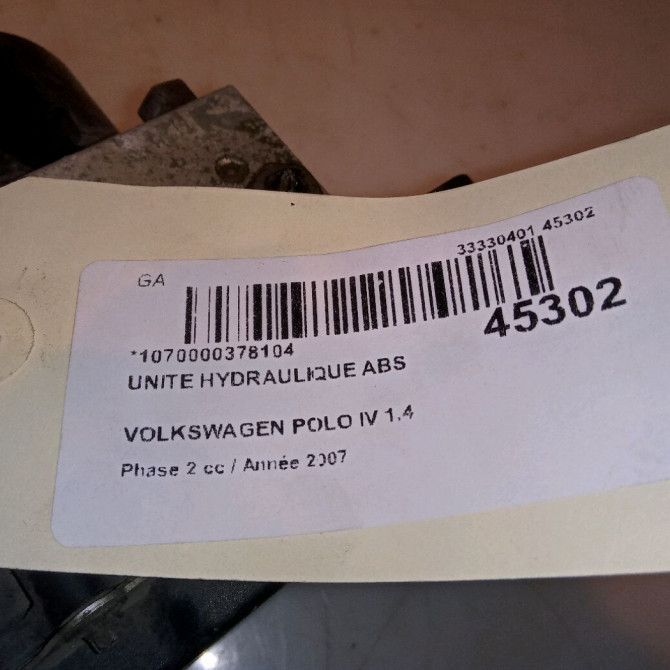 GA
33330401 45302
45302
*1070000378104
UNITE HYDRAULIQUE ABS
VOLKSWAGEN POLO IV 1.4
Phase 2 cc / Année 2007